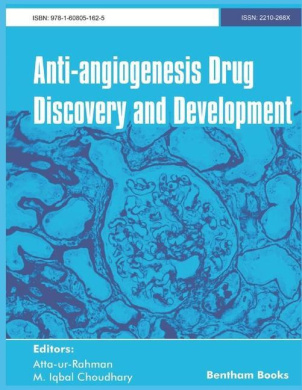 ISBN: 978-1-60805-162-5
ISSN: 2210-268X
Anti-angiogenesis Drug
Discovery and Development
Editors:
Atta-ur-Rahman
M. Iqbal Choudhary
Bentham Books